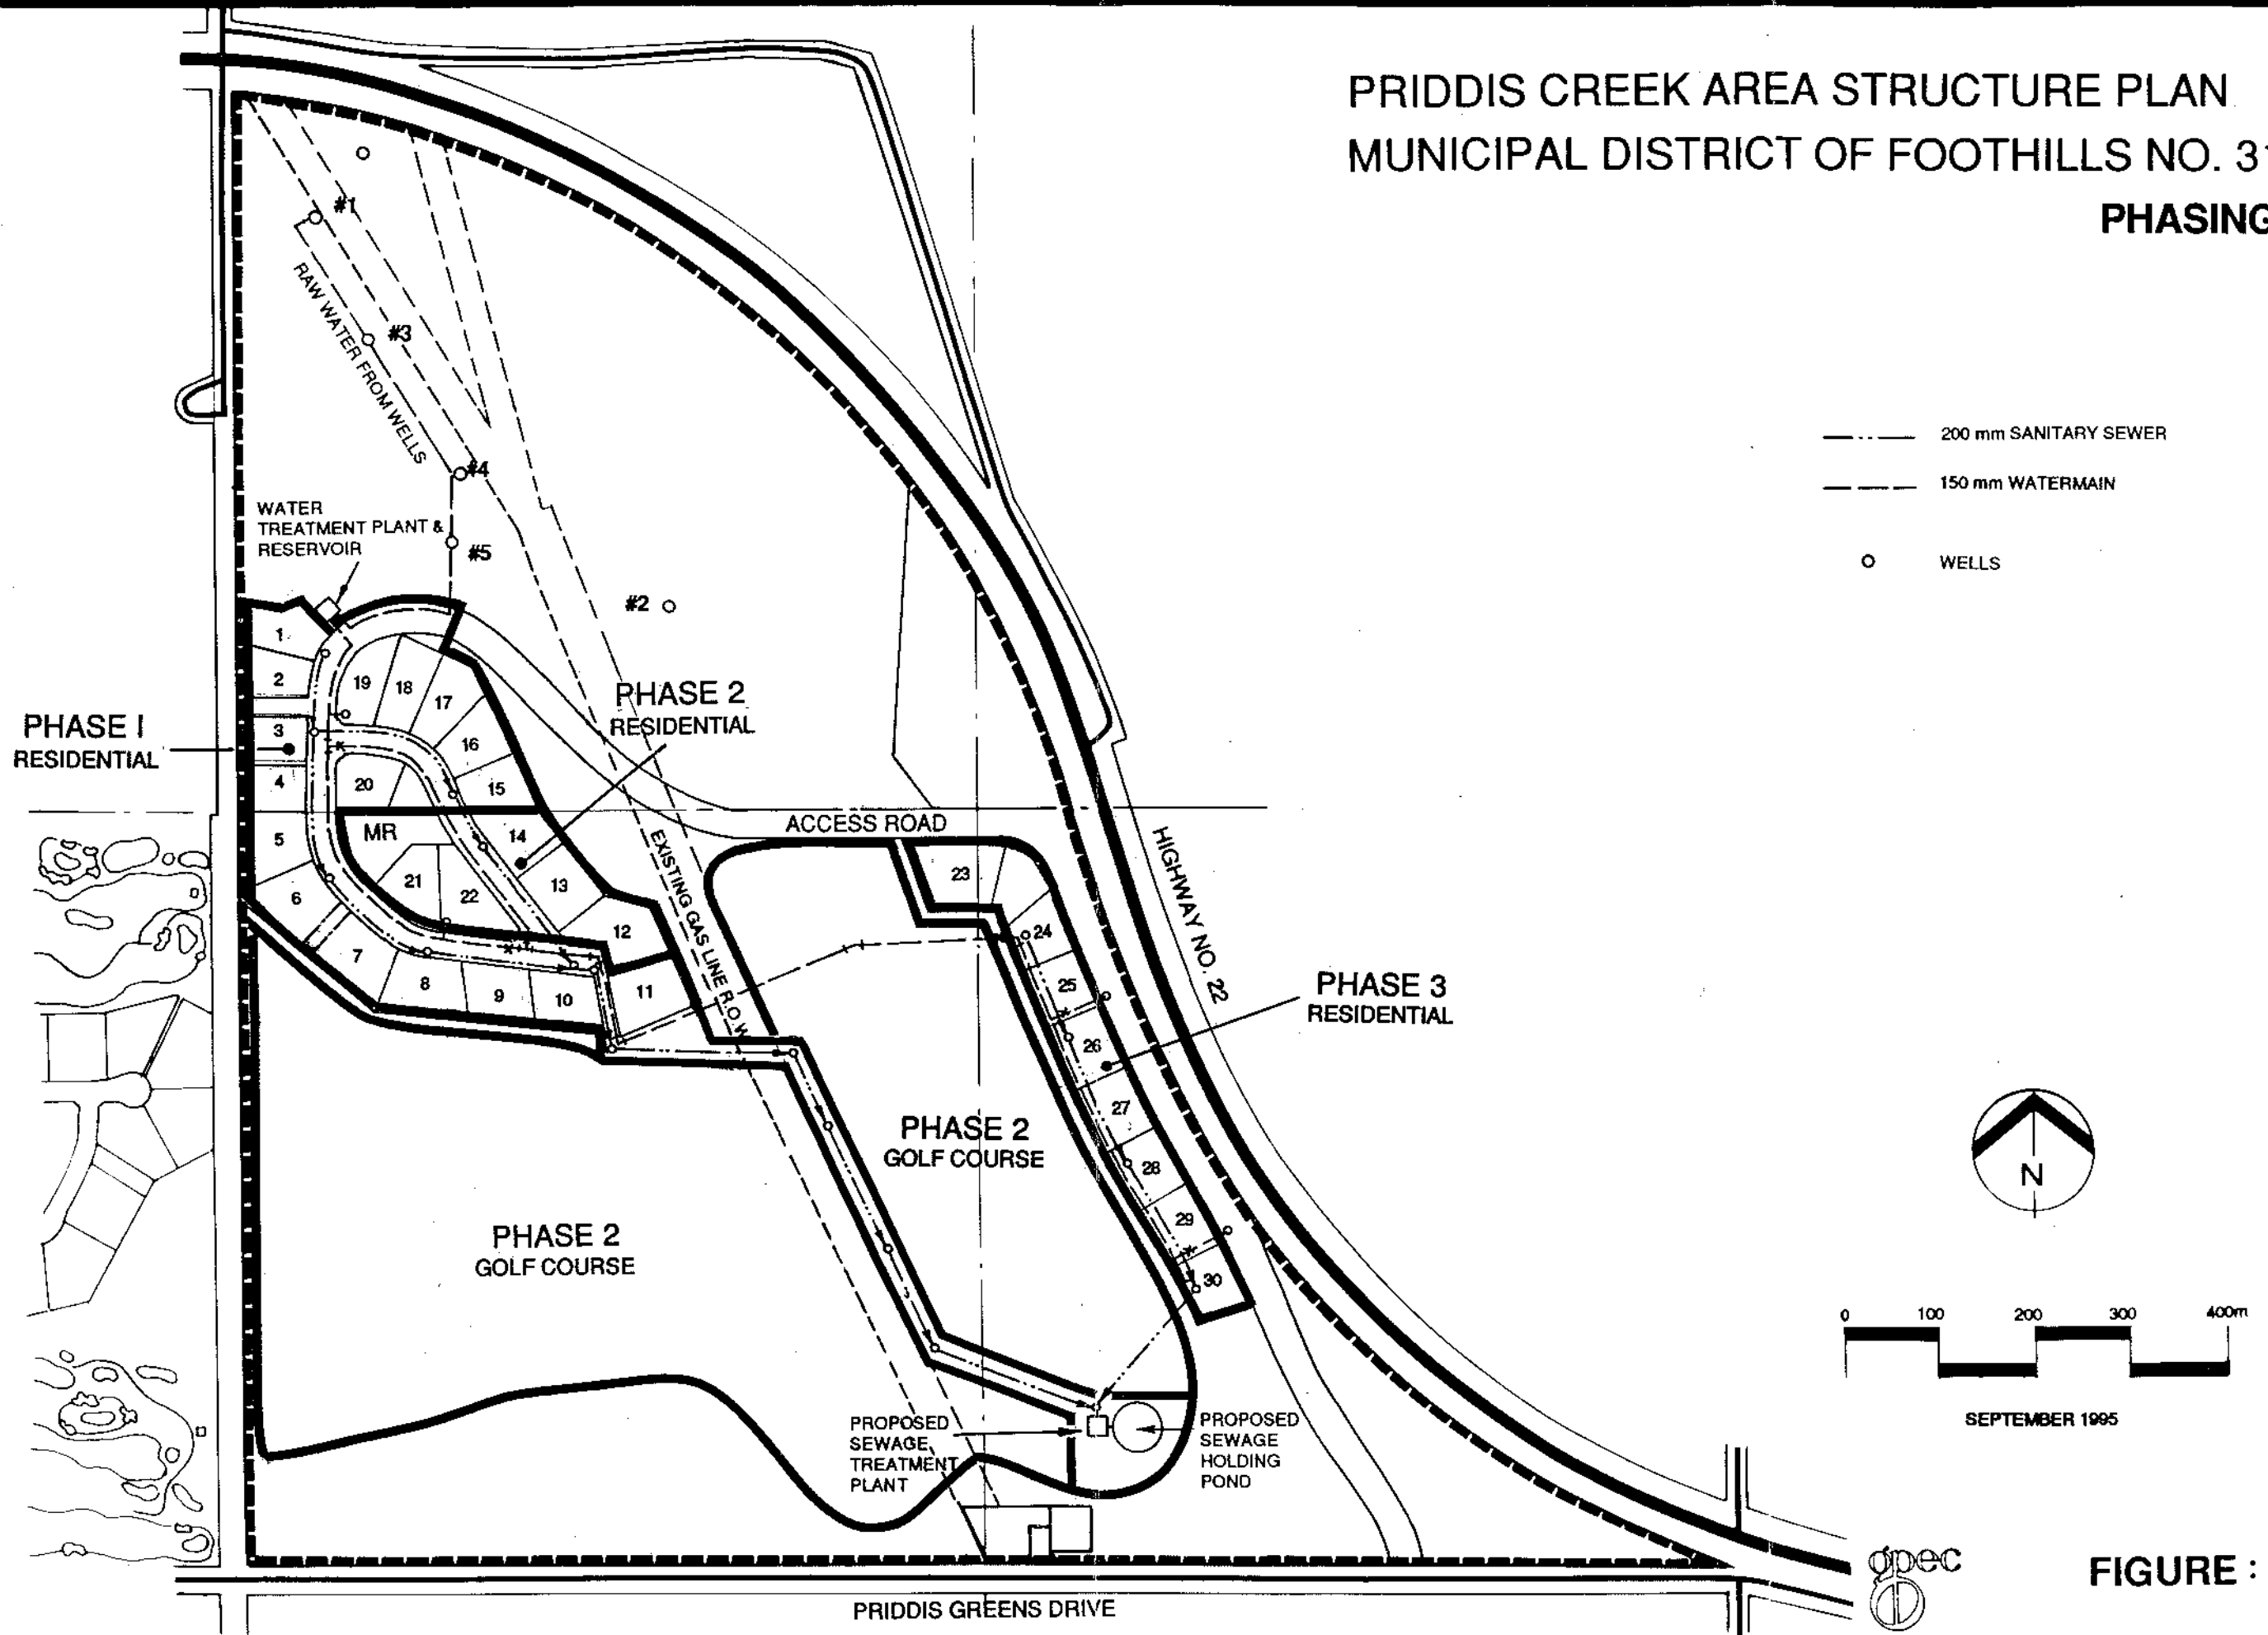 PRIDDIS CREEK AREA STRUCTURE PLAN
MUNICIPAL DISTRICT OF FOOTHILLS NO. 31
PHASING
200 mm SANITARY SEWER
150 mm WATERMAIN
WELLS
#1
#3
RAW WATER FROM WELLS
#4
#5
#2
WATER
TREATMENT PLANT &
RESERVOIR
PHASE I
RESIDENTIAL
PHASE 2
RESIDENTIAL
1
2
3
4
5
6
7
8
9
10
11
12
13
14
15
16
17
18
19
20
MR
21
22
ACCESS ROAD
EXISTING GAS LINE R.O.W.
HIGHWAY NO. 22
23
24
25
26
27
28
29
30
PHASE 3
RESIDENTIAL
PHASE 2
GOLF COURSE
PHASE 2
GOLF COURSE
N
0 100 200 300 400m
SEPTEMBER 1995
PROPOSED
SEWAGE
TREATMENT
PLANT
PROPOSED
SEWAGE
HOLDING
POND
PRIDDIS GREENS DRIVE
gpec
FIGURE :